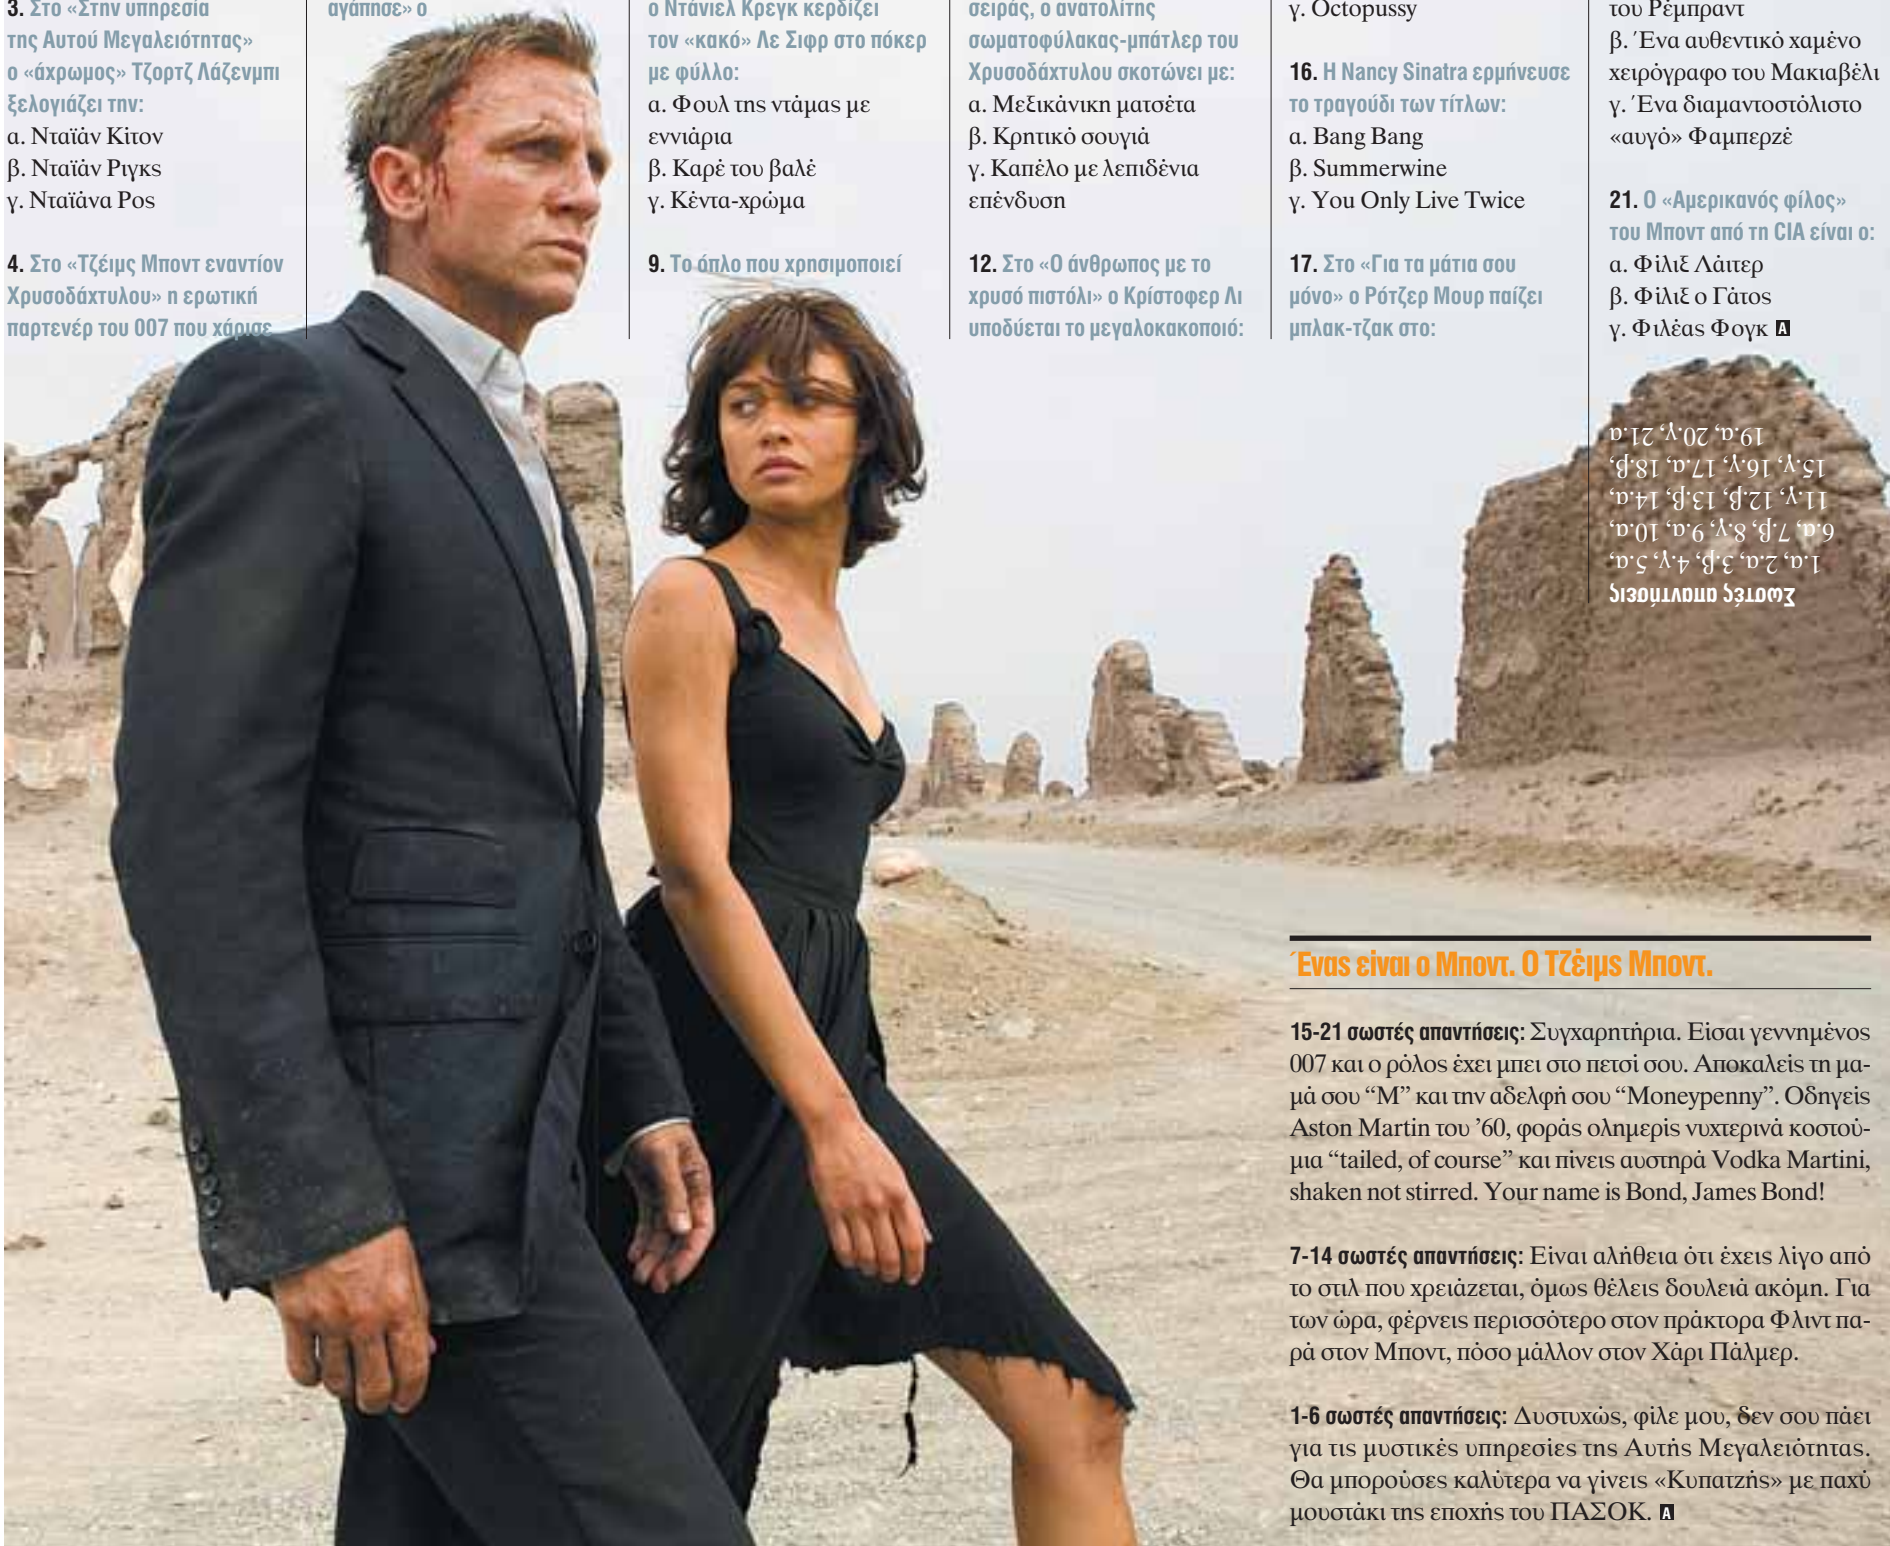 3. Στο «Στην υπηρεσία
της Αυτού Μεγαλειότητας»
ο «άχρωμος» Τζορτζ Λάζενμπι
ξελογιάζει την:
α. Νταϊάν Κίτον
β. Νταϊάν Ριγκς
γ. Νταϊάνα Ρος
4. Στο «Τζέιμς Μποντ εναντίον
Χρυσοδάχτυλου» η ερωτική
παρτενέρ του 007 που χάρισε
αγάπησε» ο
ο Ντάνιελ Κρεγκ κερδίζει
τον «κακό» Λε Σιφρ στο πόκερ
με φύλλο:
α. Φουλ της ντάμας με
εννιάρια
β. Καρέ του βαλέ
γ. Κέντα-χρώμα
9. Το όπλο που χρησιμοποιεί
σειράς, ο ανατολίτης
σωματοφύλακας-μπάτλερ του
Χρυσοδάχτυλου σκοτώνει με:
α. Μεξικάνικη ματσέτα
β. Κρητικό σουγιά
γ. Καπέλο με λεπιδένια
επένδυση
12. Στο «Ο άνθρωπος με το
χρυσό πιστόλι» ο Κρίστοφερ Λι
υποδύεται το μεγαλοκακοποιό:
γ. Octopussy
16. Η Nancy Sinatra ερμήνευσε
το τραγούδι των τίτλων:
α. Bang Bang
β. Summerwine
γ. You Only Live Twice
17. Στο «Για τα μάτια σου
μόνο» ο Ρότζερ Μουρ παίζει
μπλακ-τζακ στο:
του Ρέμπραντ
β. Ένα αυθεντικό χαμένο
χειρόγραφο του Μακιαβέλι
γ. Ένα διαμαντοστόλιστο
«αυγό» Φαμπερζέ
21. Ο «Αμερικανός φίλος»
του Μποντ από τη CIA είναι ο:
α. Φίλιξ Λάιτερ
β. Φίλιξ ο Γάτος
γ. Φιλέας Φογκ A
Σωστές απαντήσεις
1.α, 2.α, 3.β, 4.γ, 5.α,
6.α, 7.β, 8.γ, 9.α, 10.α,
11.γ, 12.β, 13.β, 14.α,
15.γ, 16.γ, 17.α, 18.β,
19.α, 20.γ, 21.α
Ένας είναι ο Μποντ. Ο Τζέιμς Μποντ.
15-21 σωστές απαντήσεις: Συγχαρητήρια. Είσαι γεννημένος
007 και ο ρόλος έχει μπει στο πετσί σου. Αποκαλείς τη μα-
μά σου “Μ” και την αδελφή σου “Moneypenny”. Οδηγείς
Aston Martin του ’60, φοράς ολημερίς νυχτερινά κοστού-
μια “tailed, of course” και πίνεις αυστηρά Vodka Martini,
shaken not stirred. Your name is Bond, James Bond!
7-14 σωστές απαντήσεις: Είναι αλήθεια ότι έχεις λίγο από
το στιλ που χρειάζεται, όμως θέλεις δουλειά ακόμη. Για
των ώρα, φέρνεις περισσότερο στον πράκτορα Φλιντ πα-
ρά στον Μποντ, πόσο μάλλον στον Χάρι Πάλμερ.
1-6 σωστές απαντήσεις: Δυστυχώς, φίλε μου, δεν σου πάει
για τις μυστικές υπηρεσίες της Αυτής Μεγαλειότητας.
Θα μπορούσες καλύτερα να γίνεις «Κυπατζής» με παχύ
μουστάκι της εποχής του ΠΑΣΟΚ. A